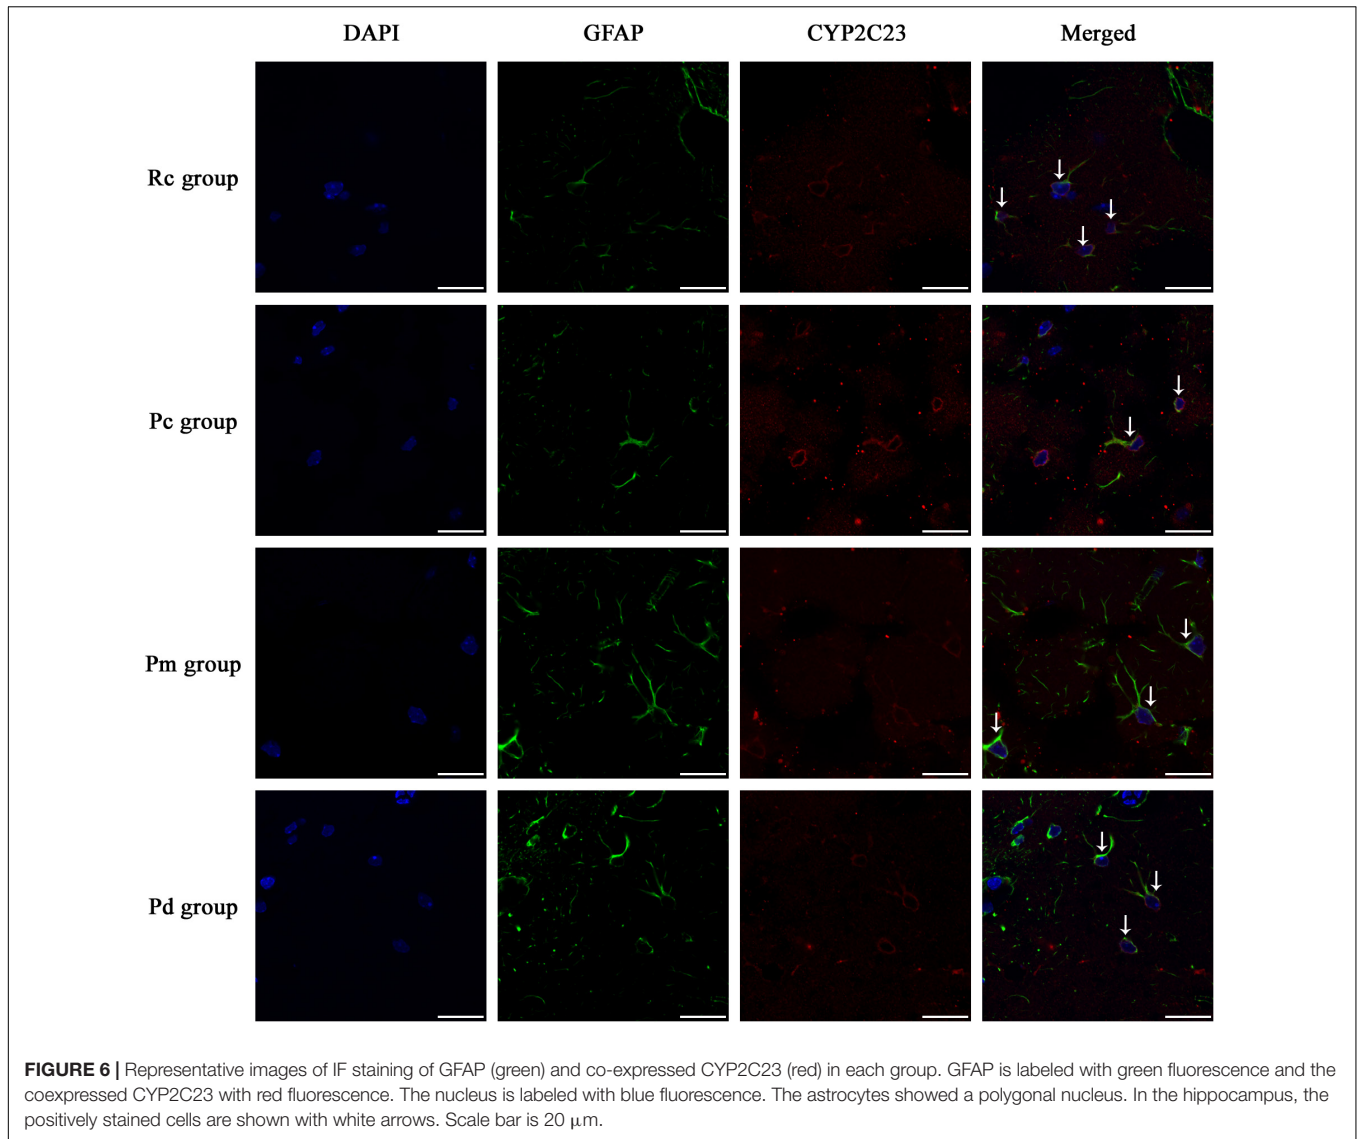 DAPI GFAP CYP2C23 Merged
Rc group
Pc group
Pm group
Pd group
FIGURE 6 | Representative images of IF staining of GFAP (green) and co-expressed CYP2C23 (red) in each group. GFAP is labeled with green fluorescence and the
coexpressed CYP2C23 with red fluorescence. The nucleus is labeled with blue fluorescence. The astrocytes showed a polygonal nucleus. In the hippocampus, the
positively stained cells are shown with white arrows. Scale bar is 20 μm.